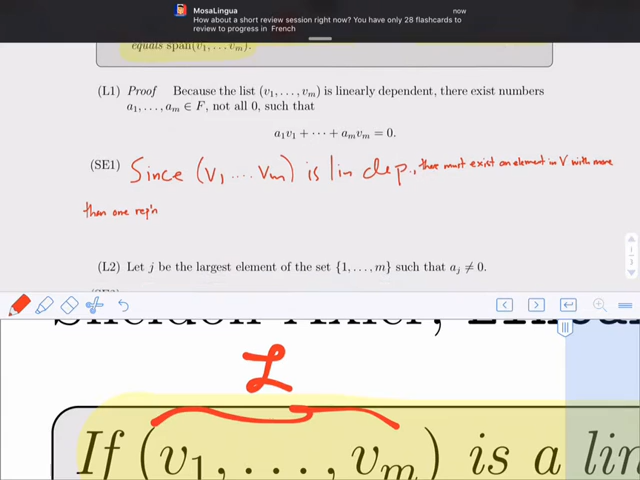 MosaLingua
now
How about a short review session right now? You have only 28 flashcards to
review to progress in French
equals span(v₁, … vₘ).
(L1) Proof Because the list (v₁, …, vₘ) is linearly dependent, there exist numbers
a₁, …, aₘ ∈ F, not all 0, such that
a₁v₁ + ⋯ + aₘvₘ = 0.
(SE1) Since (v₁ … vₘ) is lin dep., there must exist an element in V with more
than one rep'n
(L2) Let j be the largest element of the set {1, …, m} such that aⱼ ≠ 0.
L
If (v₁, …, vₘ) is a lin